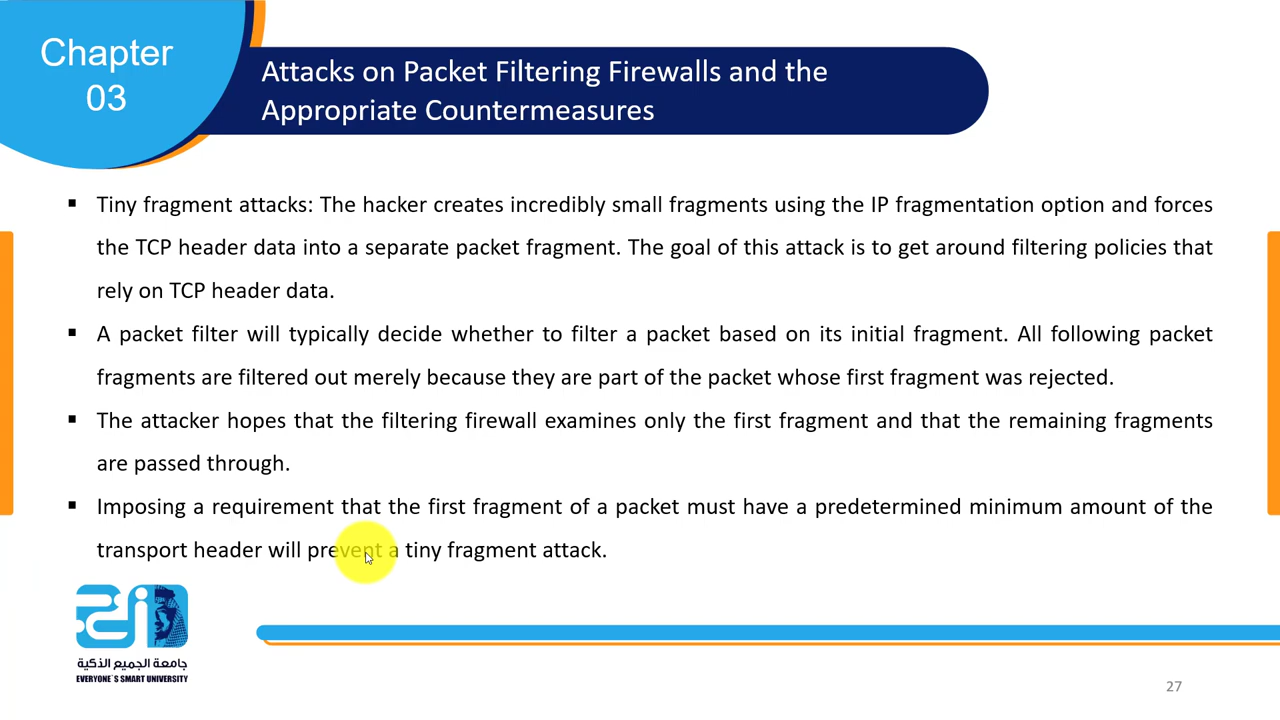 Chapter
03
Attacks on Packet Filtering Firewalls and the
Appropriate Countermeasures
▪ Tiny fragment attacks: The hacker creates incredibly small fragments using the IP fragmentation option and forces
the TCP header data into a separate packet fragment. The goal of this attack is to get around filtering policies that
rely on TCP header data.
▪ A packet filter will typically decide whether to filter a packet based on its initial fragment. All following packet
fragments are filtered out merely because they are part of the packet whose first fragment was rejected.
▪ The attacker hopes that the filtering firewall examines only the first fragment and that the remaining fragments
are passed through.
▪ Imposing a requirement that the first fragment of a packet must have a predetermined minimum amount of the
transport header will prevent a tiny fragment attack.
جامعة الجميع الذكية
EVERYONE`S SMART UNIVERSITY
27